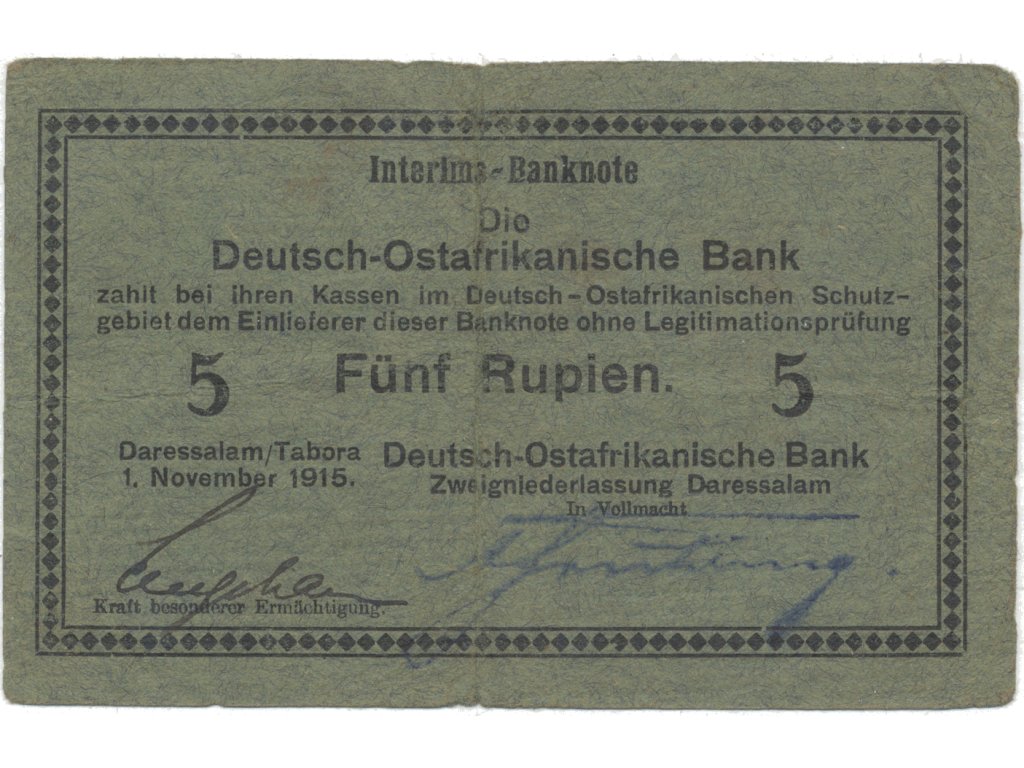 Interims-Banknote
Die
Deutsch-Ostafrikanische Bank
zahlt bei ihren Kassen im Deutsch-Ostafrikanischen Schutz-
gebiet dem Einlieferer dieser Banknote ohne Legitimationsprüfung
5 Fünf Rupien. 5
Daressalam/Tabora Deutsch-Ostafrikanische Bank
1. November 1915. Zweigniederlassung Daressalam
In Vollmacht
Kraft besonderer Ermächtigung.